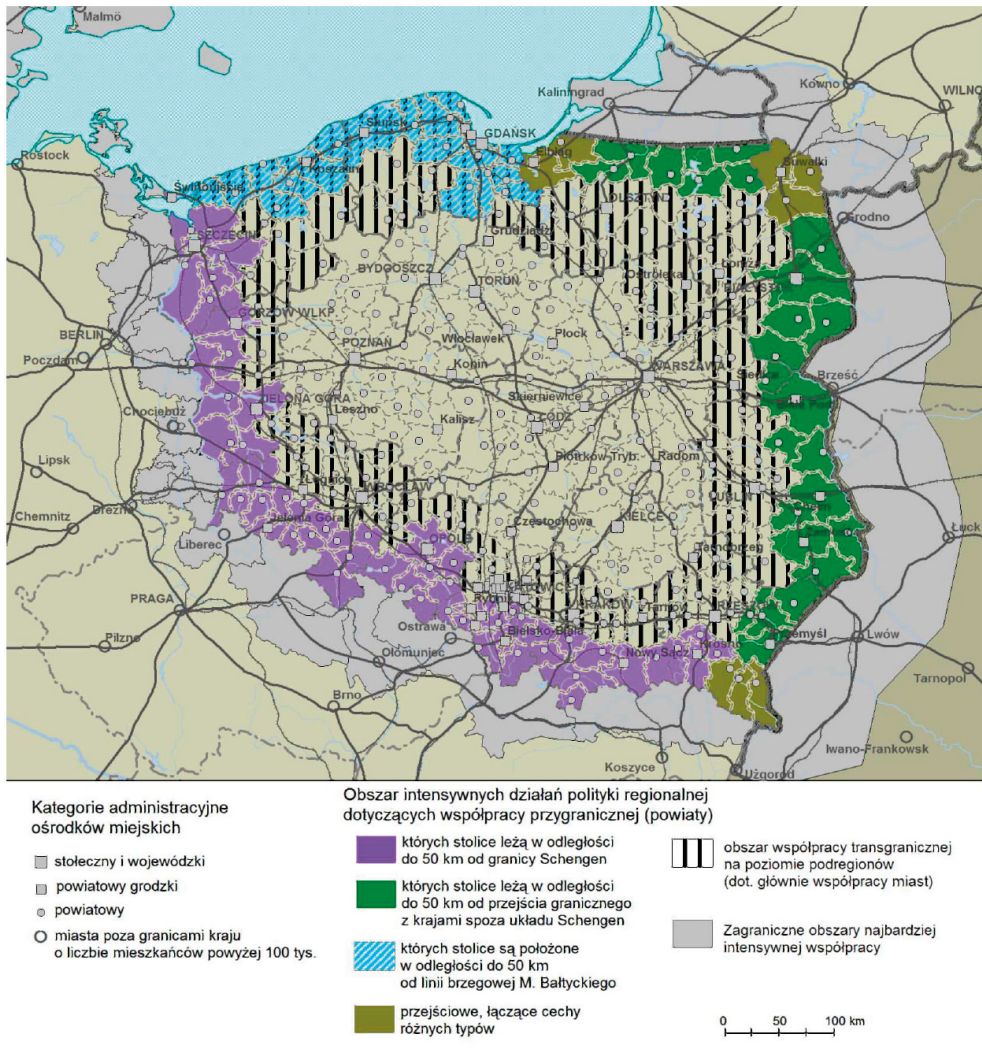 Malmö
Kowno
Kaliningrad
WILNO
Słupsk
GDAŃSK
Rostock
Elbląg
Suwałki
Koszalin
Świnoujście
OLSZTYN
Grodno
SZCZECIN
Grudziądz
Łomża
BYDGOSZCZ
Ostrołęka
BIAŁYSTOK
TORUŃ
GORZÓW WLKP
BERLIN
Płock
Włocławek
Poczdam
POZNAŃ
Konin
WARSZAWA
Siedlce
Brześć
ZIELONA GÓRA
Skierniewice
Biała Pod.
Chociebuż
Leszno
Kalisz
ŁÓDŹ
Lipsk
Piotrków Tryb.
Radom
Legnica
WROCŁAW
LUBLIN
Chełm
Chemnitz
Drezno
Jelenia Góra
Częstochowa
KIELCE
Zamość
Łuck
Liberec
OPOLE
Tarnobrzeg
KATOWICE
PRAGA
Rybnik
KRAKÓW
Tarnów
RZESZÓW
Ostrawa
Bielsko-Biała
Przemyśl
Lwów
Pilzno
Ołomuniec
Nowy Sącz
Krosno
Tarnopol
Brno
Iwano-Frankowsk
Koszyce
Użgorod
Kategorie administracyjne
ośrodków miejskich
stołeczny i wojewódzki
powiatowy grodzki
powiatowy
miasta poza granicami kraju
o liczbie mieszkańców powyżej 100 tys.
Obszar intensywnych działań polityki regionalnej
dotyczących współpracy przygranicznej (powiaty)
których stolice leżą w odległości
do 50 km od granicy Schengen
których stolice leżą w odległości
do 50 km od przejścia granicznego
z krajami spoza układu Schengen
których stolice są położone
w odległości do 50 km
od linii brzegowej M. Bałtyckiego
przejściowe, łączące cechy
różnych typów
obszar współpracy transgranicznej
na poziomie podregionów
(dot. głównie współpracy miast)
Zagraniczne obszary najbardziej
intensywnej współpracy
0 50 100 km